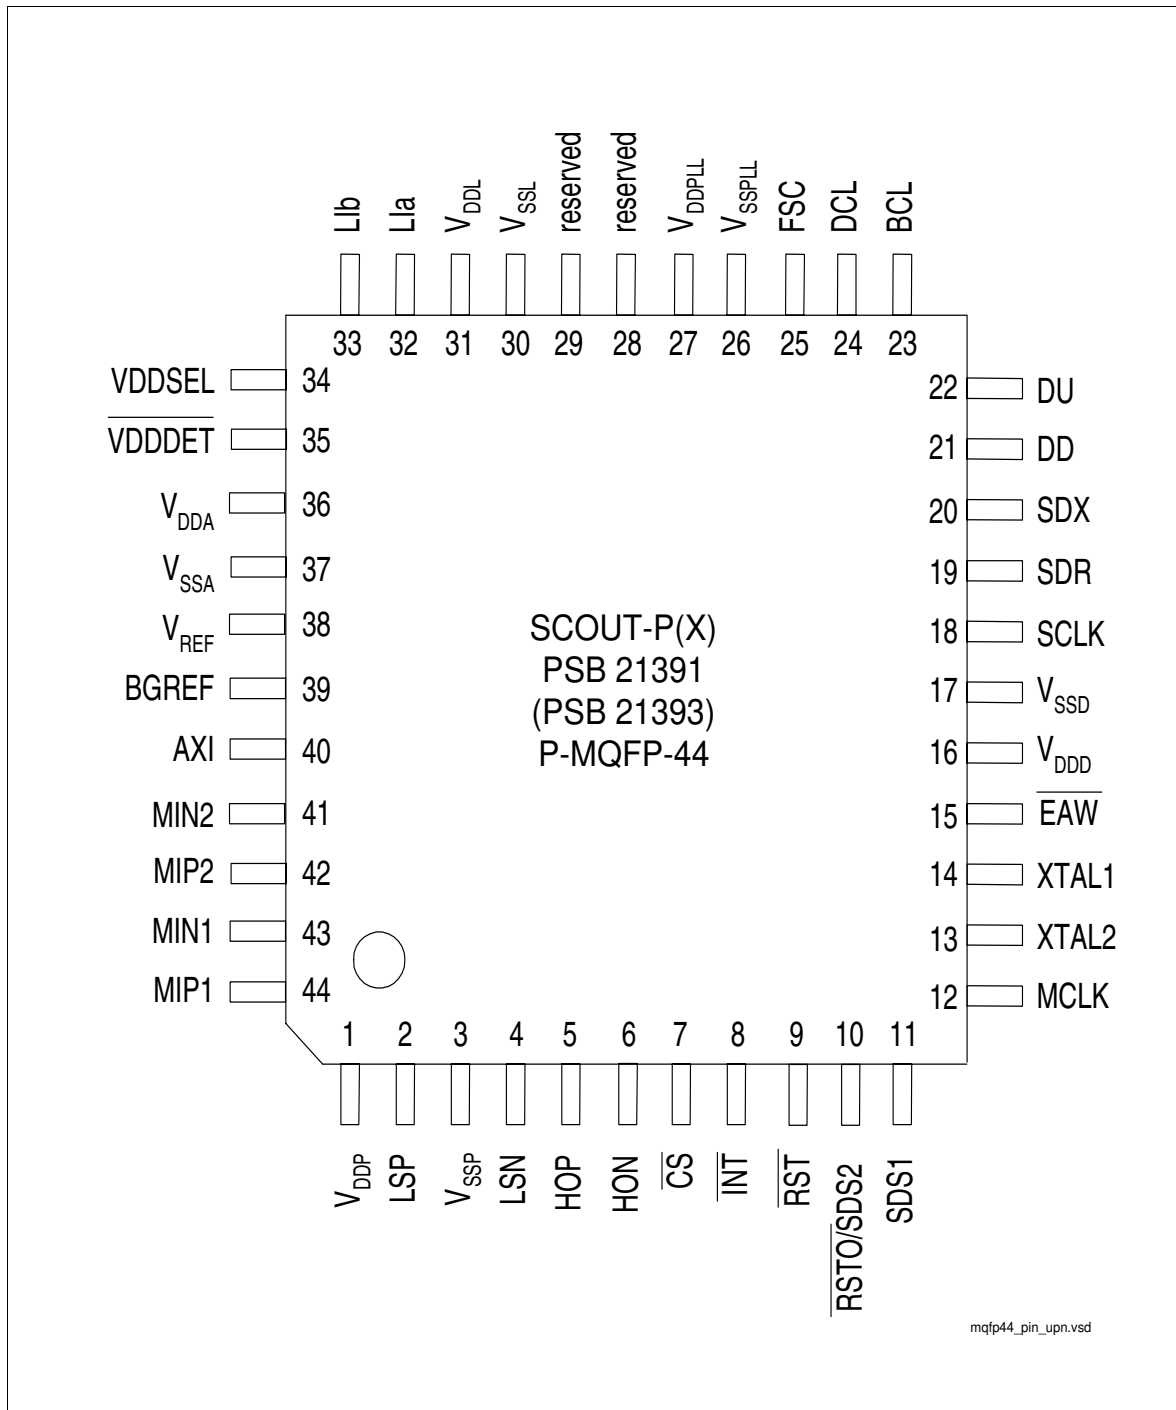 LIb LIa VDDL VSSL reserved reserved VDDPLL VSSPLL FSC DCL BCL
33 32 31 30 29 28 27 26 25 24 23
VDDSEL 34
VDDDET 35
VDDA 36
VSSA 37
VREF 38
BGREF 39
AXI 40
MIN2 41
MIP2 42
MIN1 43
MIP1 44
SCOUT-P(X)
PSB 21391
(PSB 21393)
P-MQFP-44
22 DU
21 DD
20 SDX
19 SDR
18 SCLK
17 VSSD
16 VDDD
15 EAW
14 XTAL1
13 XTAL2
12 MCLK
1 2 3 4 5 6 7 8 9 10 11
VDDP LSP VSSP LSN HOP HON CS INT RST RSTO/SDS2 SDS1
mqfp44_pin_upn.vsd